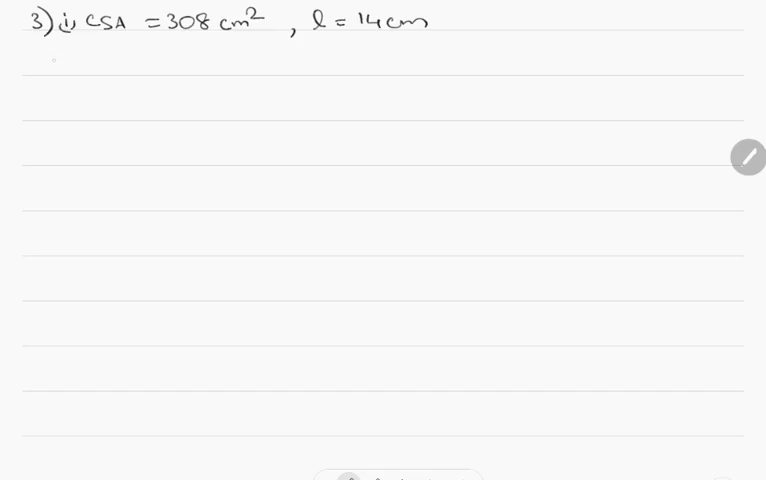 3) i) CSA = 308 cm² , l = 14 cm